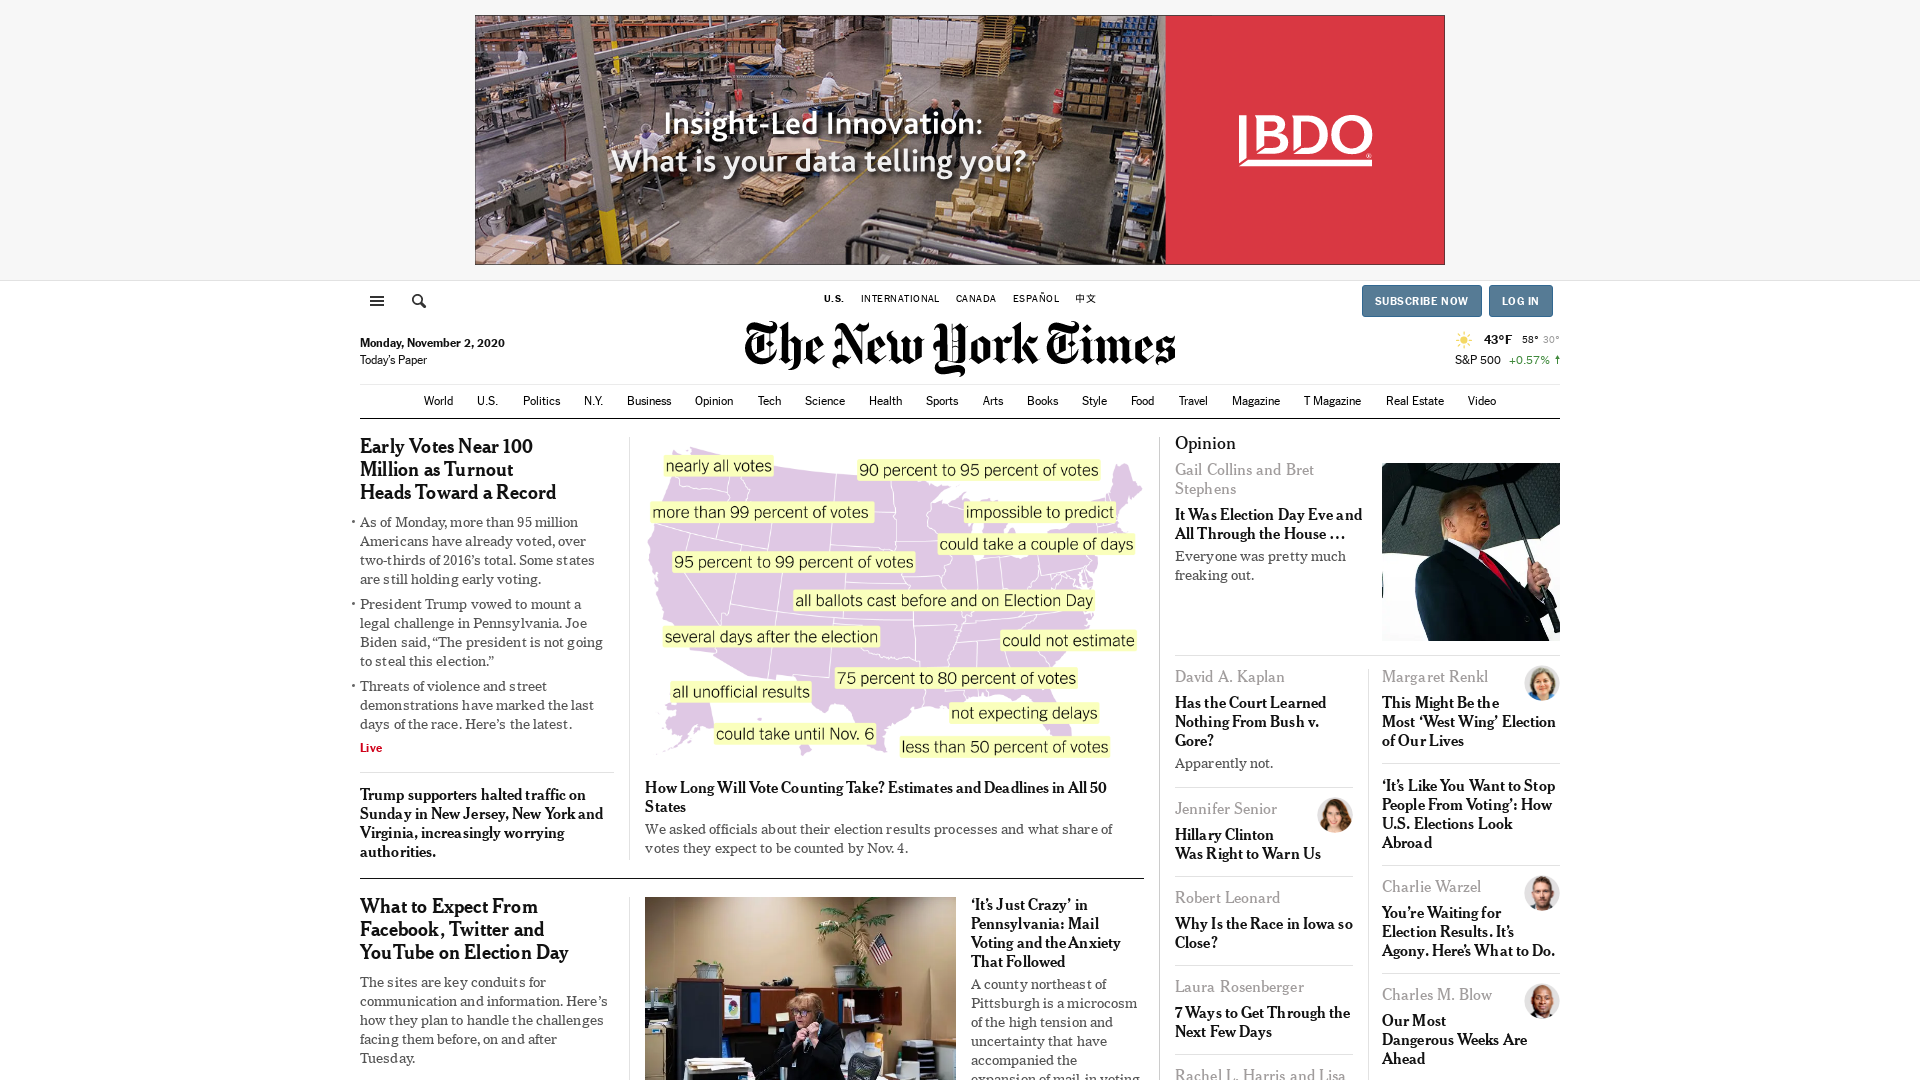 Insight-Led Innovation:
What is your data telling you?
IBDO
U.S.
INTERNATIONAL
CANADA
ESPAÑOL
中文
SUBSCRIBE NOW
LOG IN
Monday, November 2, 2020
Today's Paper
The New York Times
43°F 58° 30°
S&P 500 +0.57% ↑
World U.S. Politics N.Y. Business Opinion Tech Science Health Sports Arts Books Style Food Travel Magazine T Magazine Real Estate Video
Early Votes Near 100
Million as Turnout
Heads Toward a Record
• As of Monday, more than 95 million
Americans have already voted, over
two-thirds of 2016's total. Some states
are still holding early voting.
• President Trump vowed to mount a
legal challenge in Pennsylvania. Joe
Biden said, “The president is not going
to steal this election.”
• Threats of violence and street
demonstrations have marked the last
days of the race. Here's the latest.
Live
Trump supporters halted traffic on
Sunday in New Jersey, New York and
Virginia, increasingly worrying
authorities.
nearly all votes
90 percent to 95 percent of votes
more than 99 percent of votes
impossible to predict
could take a couple of days
95 percent to 99 percent of votes
all ballots cast before and on Election Day
several days after the election
could not estimate
75 percent to 80 percent of votes
all unofficial results
not expecting delays
could take until Nov. 6
less than 50 percent of votes
How Long Will Vote Counting Take? Estimates and Deadlines in All 50
States
We asked officials about their election results processes and what share of
votes they expect to be counted by Nov. 4.
What to Expect From
Facebook, Twitter and
YouTube on Election Day
The sites are key conduits for
communication and information. Here's
how they plan to handle the challenges
facing them before, on and after
Tuesday.
‘It's Just Crazy’ in
Pennsylvania: Mail
Voting and the Anxiety
That Followed
A county northeast of
Pittsburgh is a microcosm
of the high tension and
uncertainty that have
accompanied the
expansion of mail-in voting
Opinion
Gail Collins and Bret
Stephens
It Was Election Day Eve and
All Through the House …
Everyone was pretty much
freaking out.
David A. Kaplan
Has the Court Learned
Nothing From Bush v.
Gore?
Apparently not.
Jennifer Senior
Hillary Clinton
Was Right to Warn Us
Robert Leonard
Why Is the Race in Iowa so
Close?
Laura Rosenberger
7 Ways to Get Through the
Next Few Days
Rachel L. Harris and Lisa
Margaret Renkl
This Might Be the
Most ‘West Wing’ Election
of Our Lives
‘It's Like You Want to Stop
People From Voting’: How
U.S. Elections Look
Abroad
Charlie Warzel
You're Waiting for
Election Results. It's
Agony. Here's What to Do.
Charles M. Blow
Our Most
Dangerous Weeks Are
Ahead